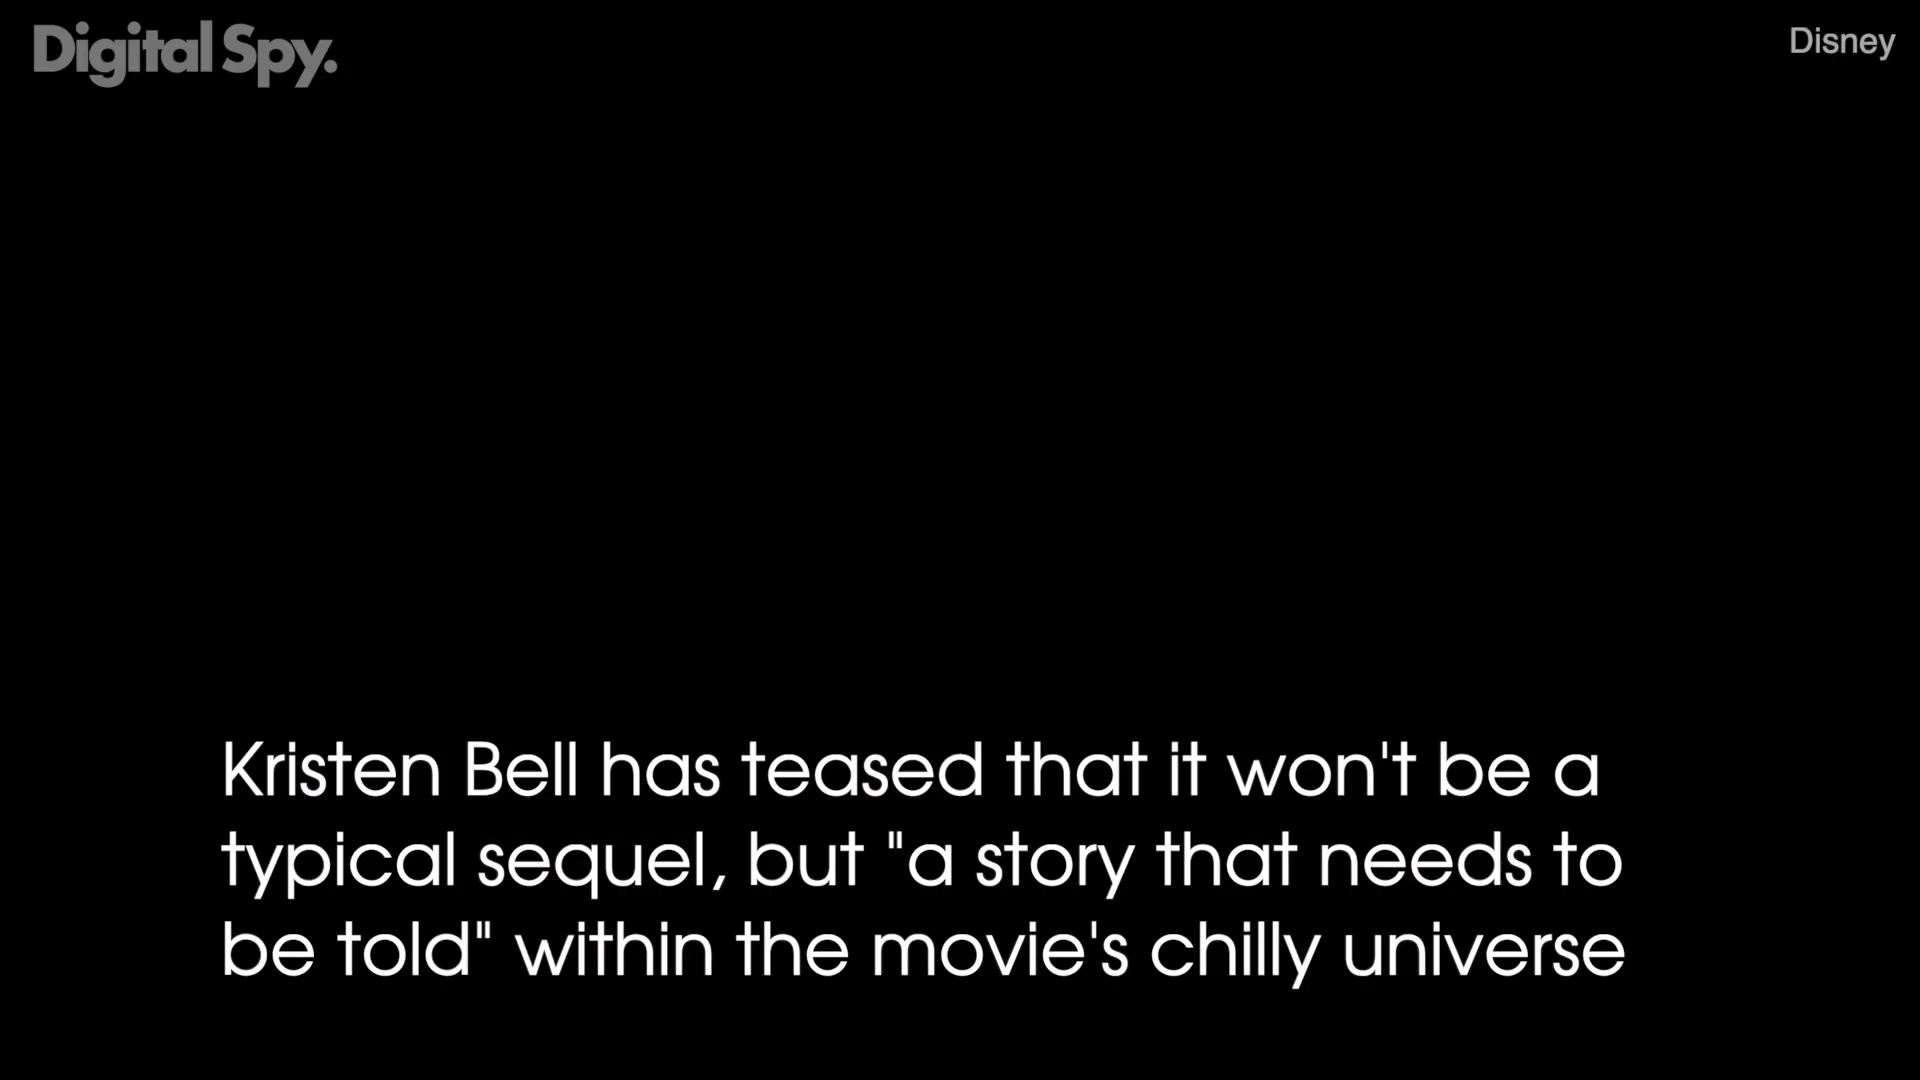 Digital Spy.
Disney
Kristen Bell has teased that it won't be a
typical sequel, but "a story that needs to
be told" within the movie's chilly universe